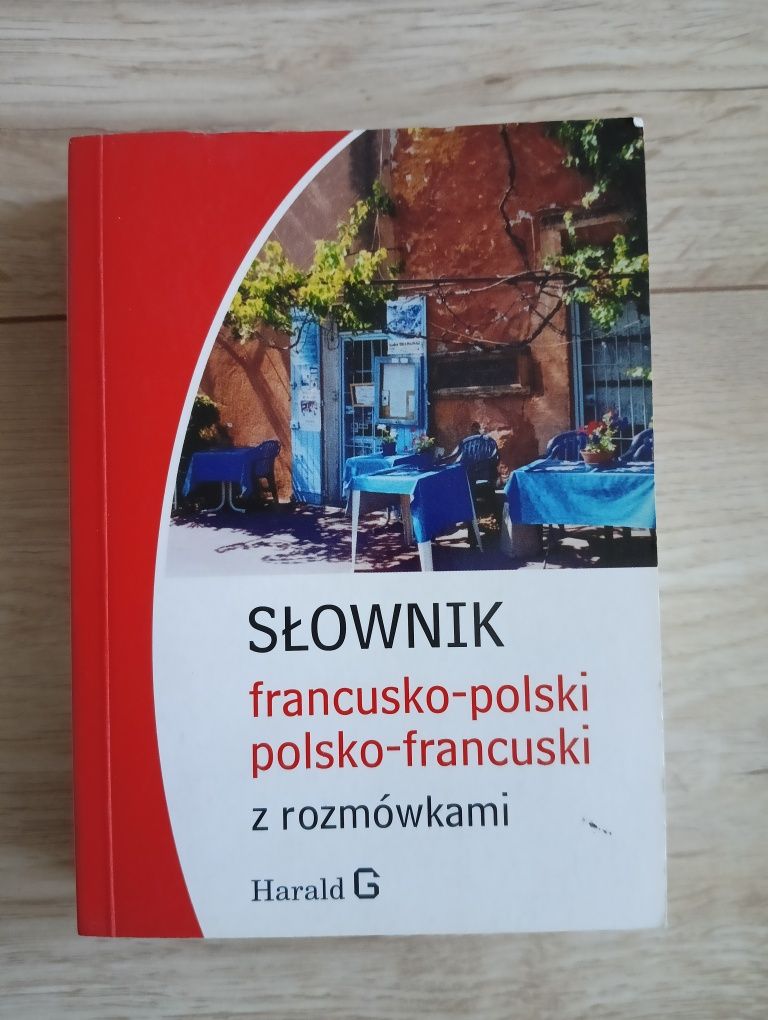 SŁOWNIK
francusko-polski
polsko-francuski
z rozmówkami
Harald G